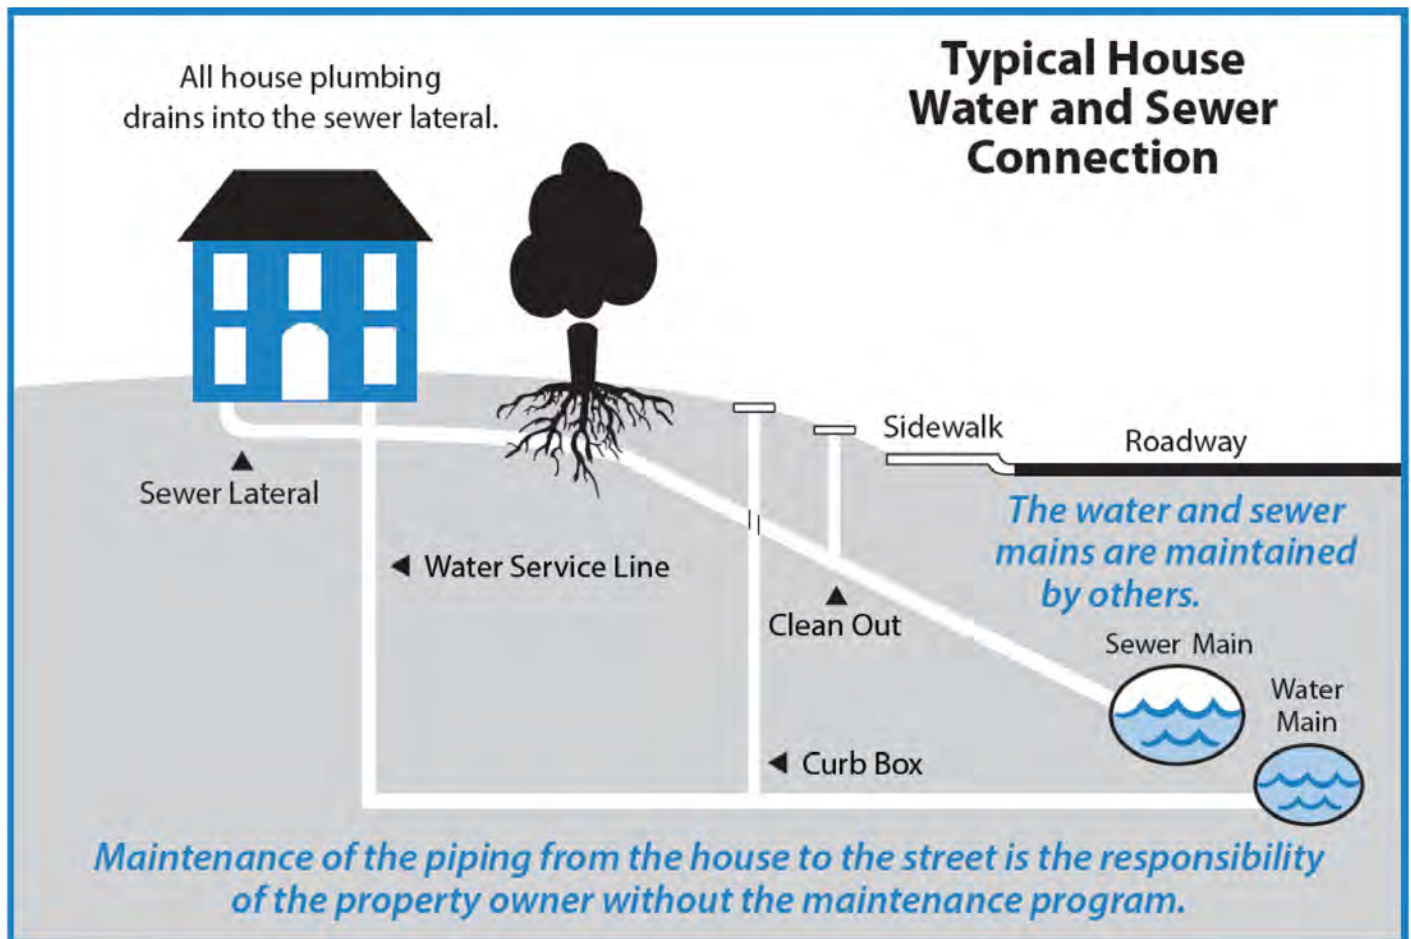 Typical House
Water and Sewer
Connection
All house plumbing
drains into the sewer lateral.
Sidewalk
Roadway
Sewer Lateral
The water and sewer
mains are maintained
by others.
Water Service Line
Clean Out
Sewer Main
Water
Main
Curb Box
Maintenance of the piping from the house to the street is the responsibility
of the property owner without the maintenance program.